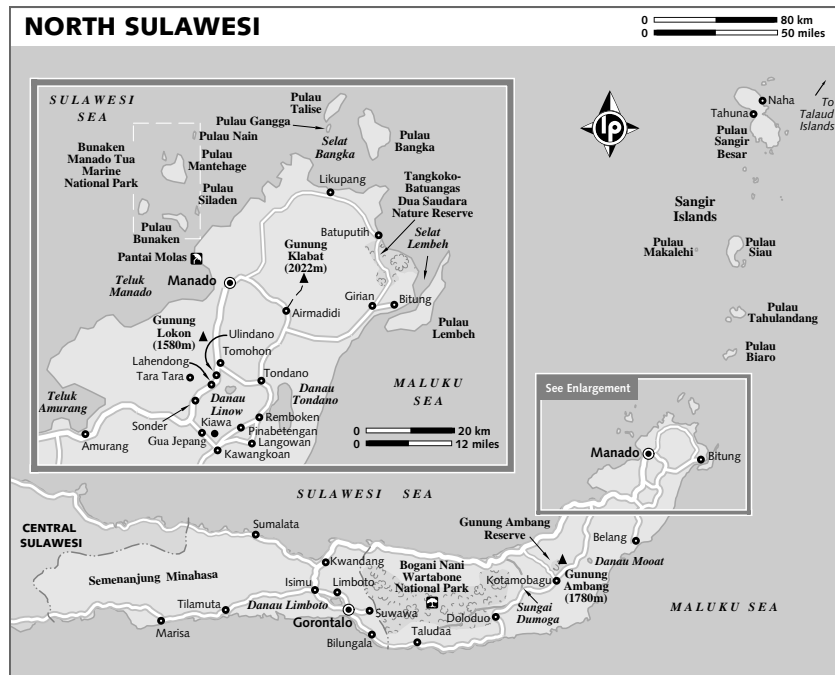 NORTH SULAWESI
0 80 km
0 50 miles
SULAWESI
SEA
Pulau
Talise
Pulau Gangga
Pulau Nain
Selat
Bangka
Pulau
Bangka
Bunaken
Manado Tua
Marine
National Park
Pulau
Mantehage
Pulau
Siladen
Likupang
Tangkoko-
Batuangas
Dua Saudara
Nature Reserve
Pulau
Bunaken
Batuputih
Selat
Lembeh
Pantai Molas
Gunung
Klabat
(2022m)
Teluk
Manado
Manado
Girian
Bitung
Airmadidi
Gunung
Lokon
(1580m)
Ulindano
Pulau
Lembeh
Tomohon
Lahendong
Tara Tara
Tondano
Danau
Tondano
MALUKU
SEA
Teluk
Amurang
Danau
Linow
Sonder
Kiawa
Remboken
Gua Jepang
Pinabetengan
Amurang
Langowan
Kawangkoan
0 20 km
0 12 miles
lp
Naha
Tahuna
To
Talaud
Islands
Pulau
Sangir
Besar
Sangir
Islands
Pulau
Makalehi
Pulau
Siau
Pulau
Tahulandang
Pulau
Biaro
See Enlargement
Manado
Bitung
SULAWESI SEA
CENTRAL
SULAWESI
Sumalata
Gunung Ambang
Reserve
Belang
Kwandang
Bogani Nani
Wartabone
National Park
Danau Mooat
Semenanjung Minahasa
Isimu
Limboto
Kotamobagu
Gunung
Ambang
(1780m)
Tilamuta
Danau Limboto
Suwawa
Sungai
Dumoga
MALUKU SEA
Marisa
Gorontalo
Doloduo
Bilungala
Taludaa